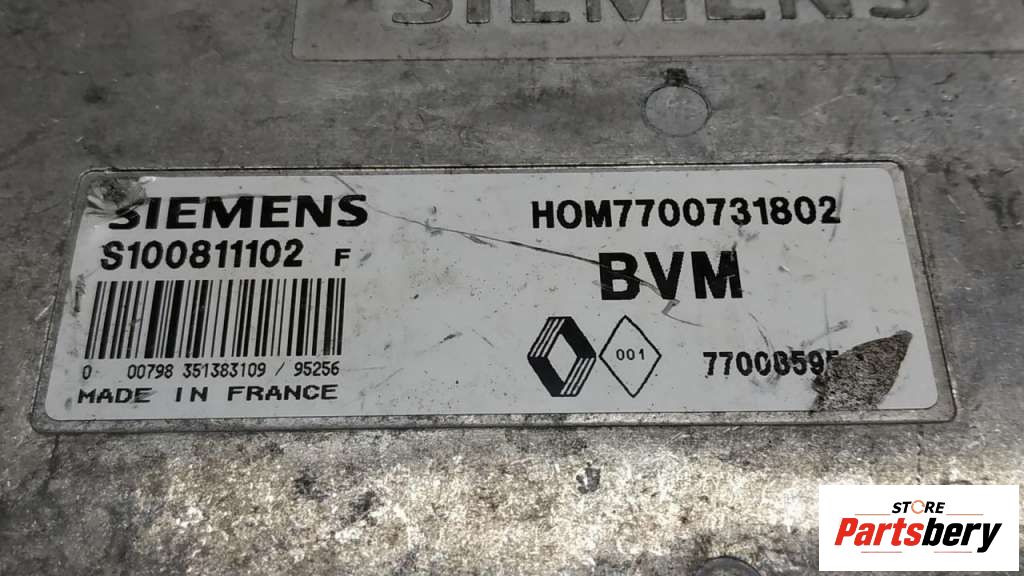 SIEMENS
SIEMENS
S100811102 F
0 00798 351383109 / 95256
MADE IN FRANCE
HOM7700731802
BVM
001
STORE
Partsbery